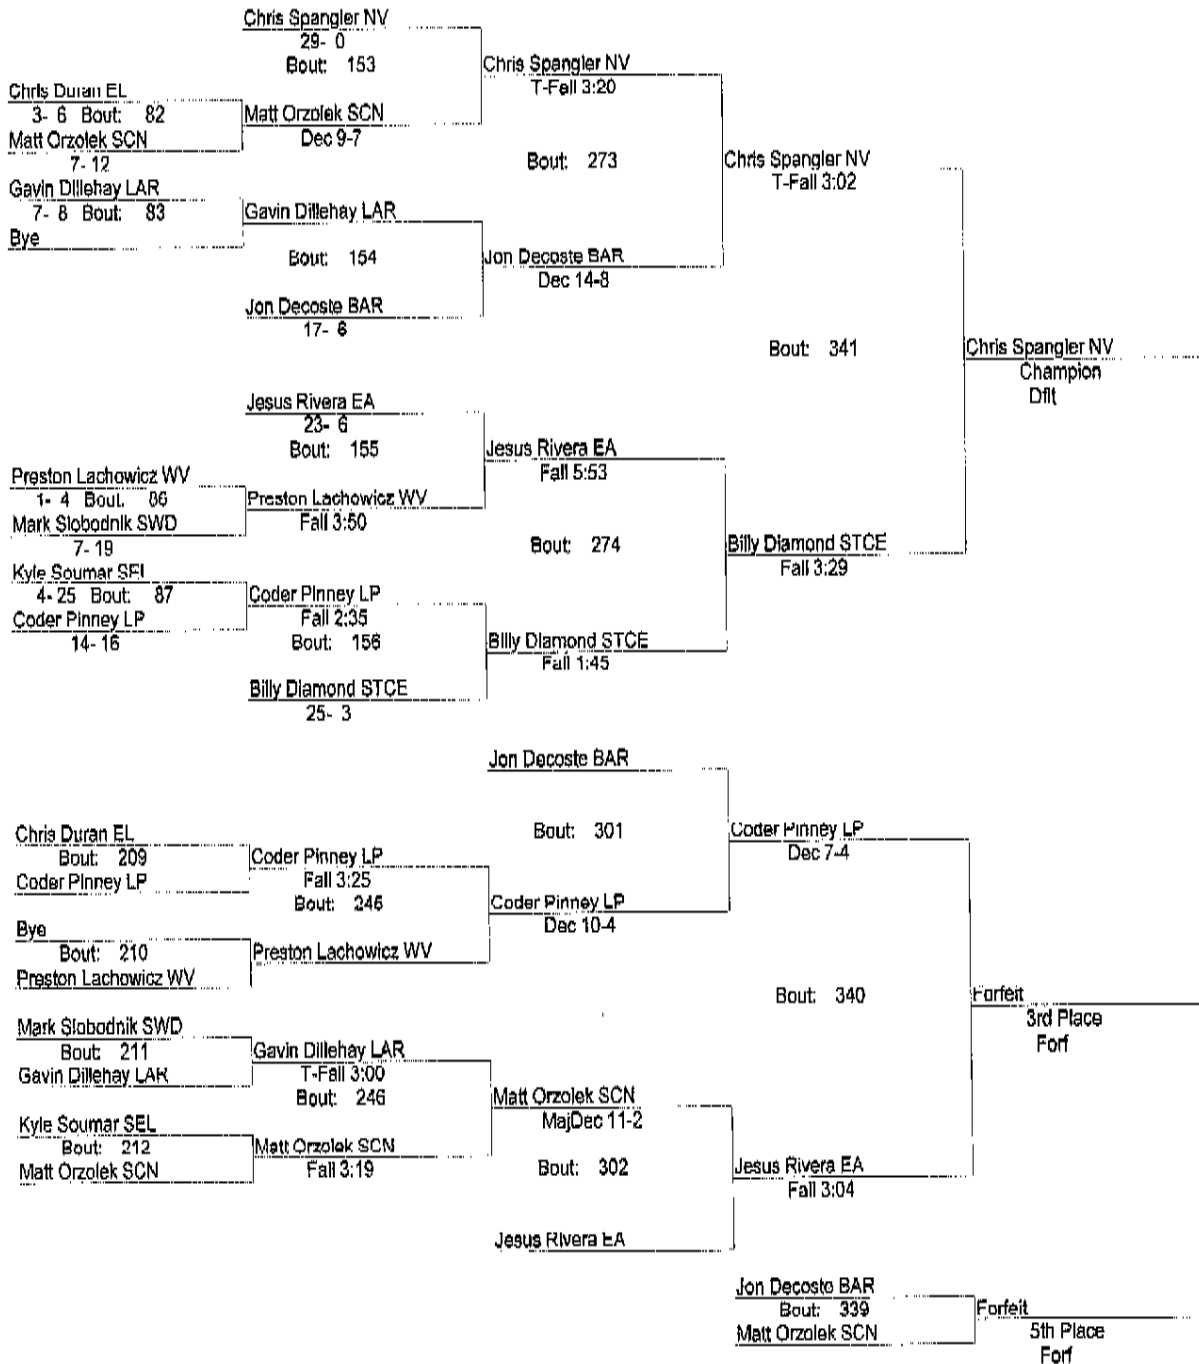 Chris Spangler NV
29- 0
Bout: 153
Chris Spangler NV
T-Fall 3:20
Chris Duran EL
3- 6 Bout: 82
Matt Orzolek SCN
Dec 9-7
Matt Orzolek SCN
7- 12
Bout: 273
Chris Spangler NV
T-Fall 3:02
Gavin Dillehay LAR
7- 8 Bout: 83
Gavin Dillehay LAR
Bye
Bout: 154
Jon Decoste BAR
Dec 14-8
Jon Decoste BAR
17- 6
Bout: 341
Chris Spangler NV
Champion
Dflt
Jesus Rivera EA
23- 6
Bout: 155
Jesus Rivera EA
Fall 5:53
Preston Lachowicz WV
1- 4 Bout: 86
Preston Lachowicz WV
Fall 3:50
Mark Slobodnik SWD
7- 19
Bout: 274
Billy Diamond STCE
Fall 3:29
Kyle Soumar SEL
4- 25 Bout: 87
Coder Pinney LP
Fall 2:35
Coder Pinney LP
14- 16
Bout: 156
Billy Diamond STCE
Fall 1:45
Billy Diamond STCE
25- 3
Jon Decoste BAR
Bout: 301
Coder Pinney LP
Dec 7-4
Chris Duran EL
Bout: 209
Coder Pinney LP
Fall 3:25
Coder Pinney LP
Bout: 245
Coder Pinney LP
Dec 10-4
Bye
Bout: 210
Preston Lachowicz WV
Preston Lachowicz WV
Bout: 340
Forfeit
3rd Place
Forf
Mark Slobodnik SWD
Bout: 211
Gavin Dillehay LAR
T-Fall 3:00
Gavin Dillehay LAR
Bout: 246
Matt Orzolek SCN
MajDec 11-2
Kyle Soumar SEL
Bout: 212
Matt Orzolek SCN
Fall 3:19
Matt Orzolek SCN
Bout: 302
Jesus Rivera EA
Fall 3:04
Jesus Rivera EA
Jon Decoste BAR
Bout: 339
Forfeit
5th Place
Forf
Matt Orzolek SCN